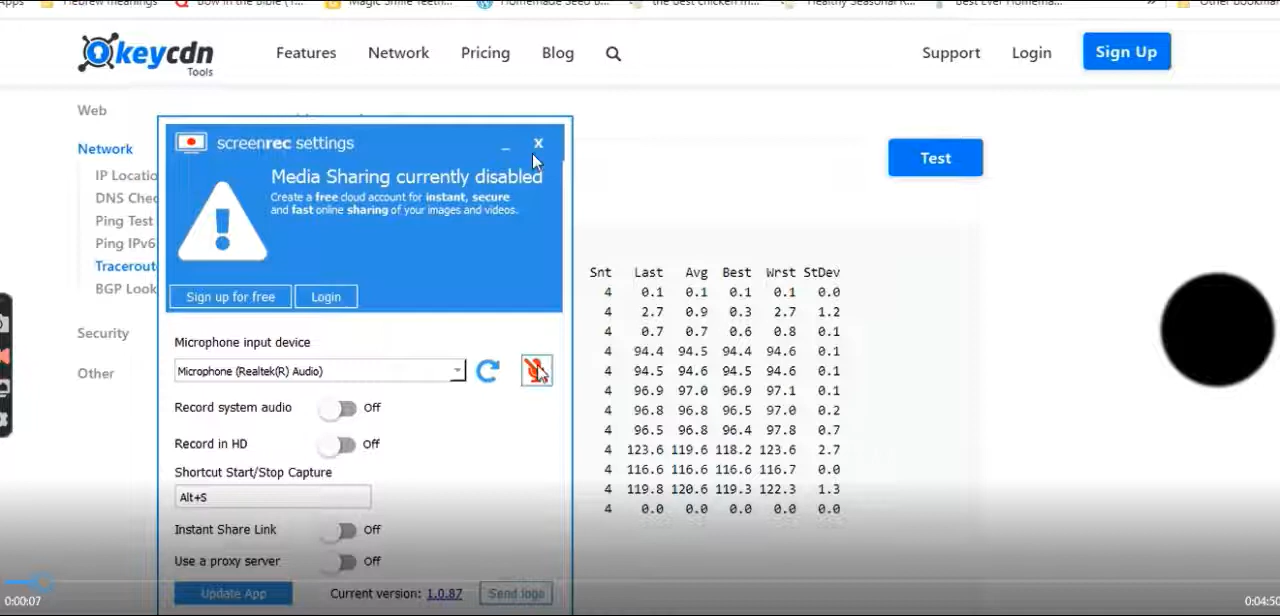 Hebrew meanings
Bow in the Bible (1...
Magic Smile Teeth...
Homemade Seed B...
the best chicken m...
Healthy Seasonal R...
Best Ever Homema...
»
keycdn
Tools
Features
Network
Pricing
Blog
Support
Login
Sign Up
Web
Network
IP Locatio
DNS Chec
Ping Test
Ping IPv6
Tracerout
BGP Look
Security
Other
screenrec settings
_ x
Media Sharing currently disabled
Create a free cloud account for instant, secure
and fast online sharing of your images and videos.
Sign up for free
Login
Microphone input device
Microphone (Realtek(R) Audio)
Record system audio Off
Record in HD Off
Shortcut Start/Stop Capture
Alt+S
Instant Share Link Off
Use a proxy server Off
Update App Current version: 1.0.87 Send logs
Test
Snt Last Avg Best Wrst StDev
4 0.1 0.1 0.1 0.1 0.0
4 2.7 0.9 0.3 2.7 1.2
4 0.7 0.7 0.6 0.8 0.1
4 94.4 94.5 94.4 94.6 0.1
4 94.5 94.6 94.5 94.6 0.1
4 96.9 97.0 96.9 97.1 0.1
4 96.8 96.8 96.5 97.0 0.2
4 96.5 96.8 96.4 97.8 0.7
4 123.6 119.6 118.2 123.6 2.7
4 116.6 116.6 116.6 116.7 0.0
4 119.8 120.6 119.3 122.3 1.3
4 0.0 0.0 0.0 0.0 0.0
0:00:07
0:04:50